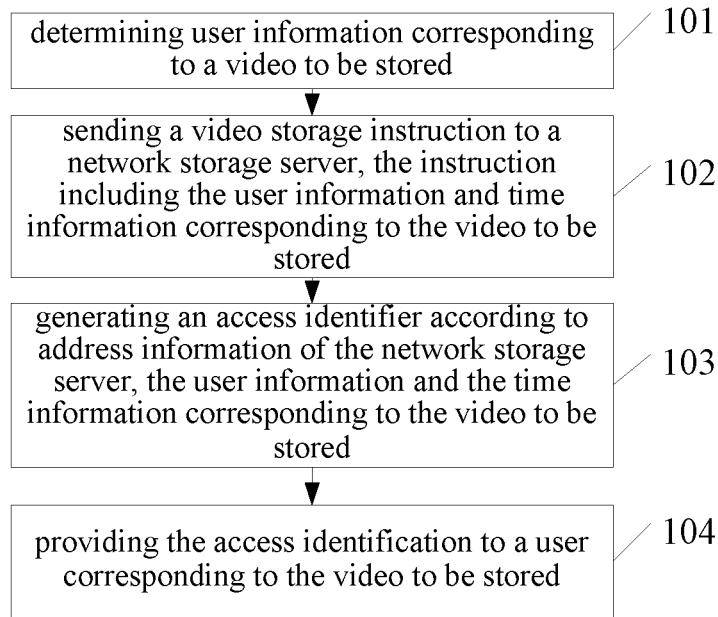 determining user information corresponding
to a video to be stored
101
sending a video storage instruction to a
network storage server, the instruction
including the user information and time
information corresponding to the video to be
stored
102
generating an access identifier according to
address information of the network storage
server, the user information and the time
information corresponding to the video to be
stored
103
providing the access identification to a user
corresponding to the video to be stored
104